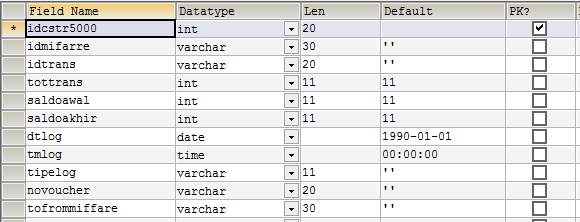 Field Name Datatype Len Default PK?
* idcstr5000 int 20
idmifarre varchar 30 ''
idtrans varchar 20 ''
tottrans int 11 11
saldoawal int 11 11
saldoakhir int 11 11
dtlog date 1990-01-01
tmlog time 00:00:00
tipelog varchar 11 ''
novoucher varchar 20 ''
tofrommiffare varchar 30 ''